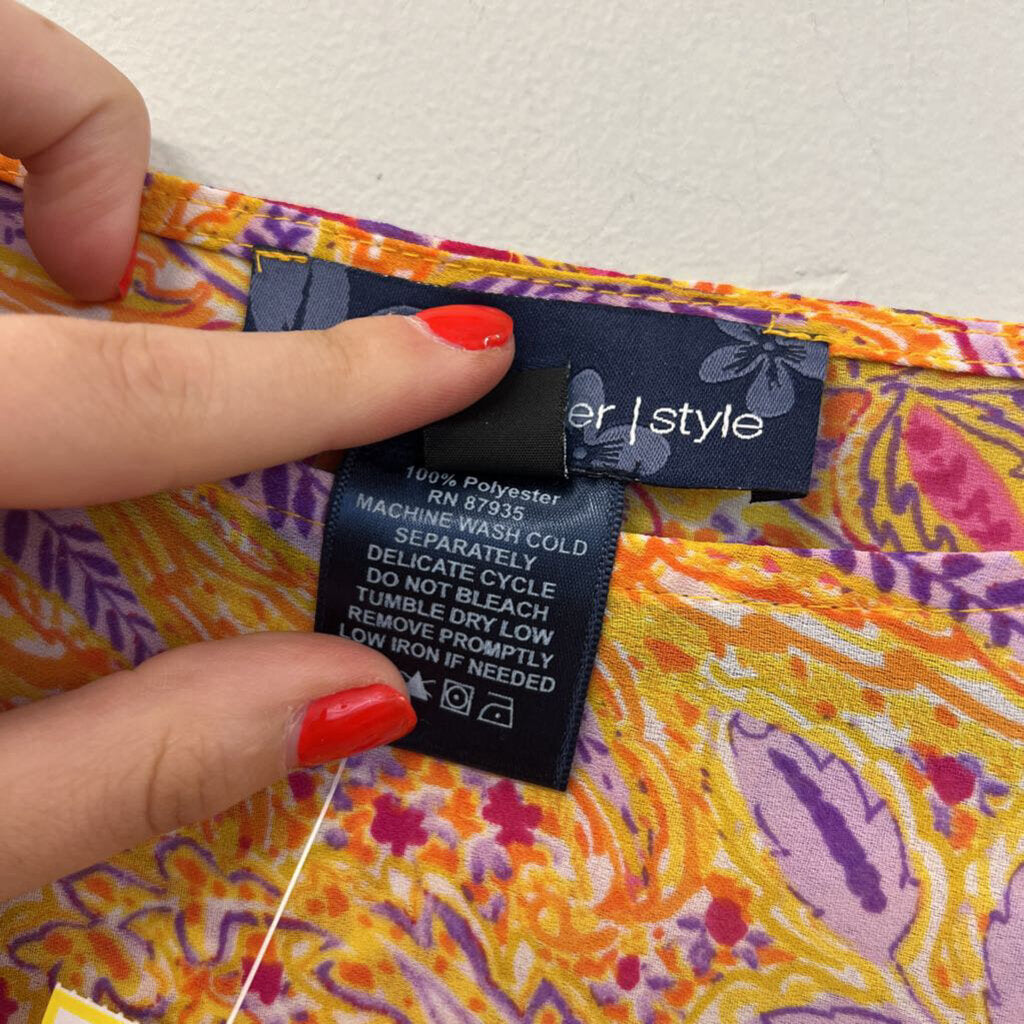 er | style
100% Polyester
RN 87935
MACHINE WASH COLD
SEPARATELY
DELICATE CYCLE
DO NOT BLEACH
TUMBLE DRY LOW
REMOVE PROMPTLY
LOW IRON IF NEEDED